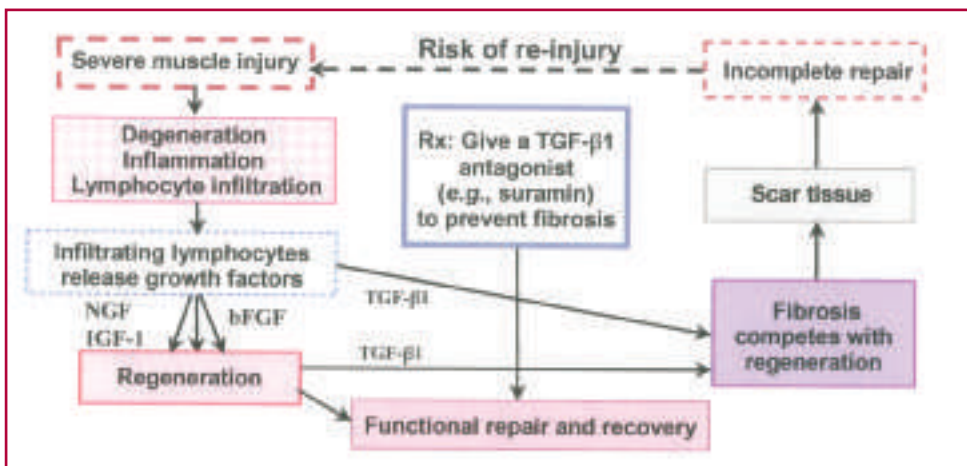 Risk of re-injury
Severe muscle injury
Incomplete repair
Degeneration
Inflammation
Lymphocyte infiltration
Rx: Give a TGF-β1
antagonist
(e.g., suramin)
to prevent fibrosis
Scar tissue
Infiltrating lymphocytes
release growth factors
TGF-β1
NGF
bFGF
IGF-1
Fibrosis
competes with
regeneration
TGF-β1
Regeneration
Functional repair and recovery